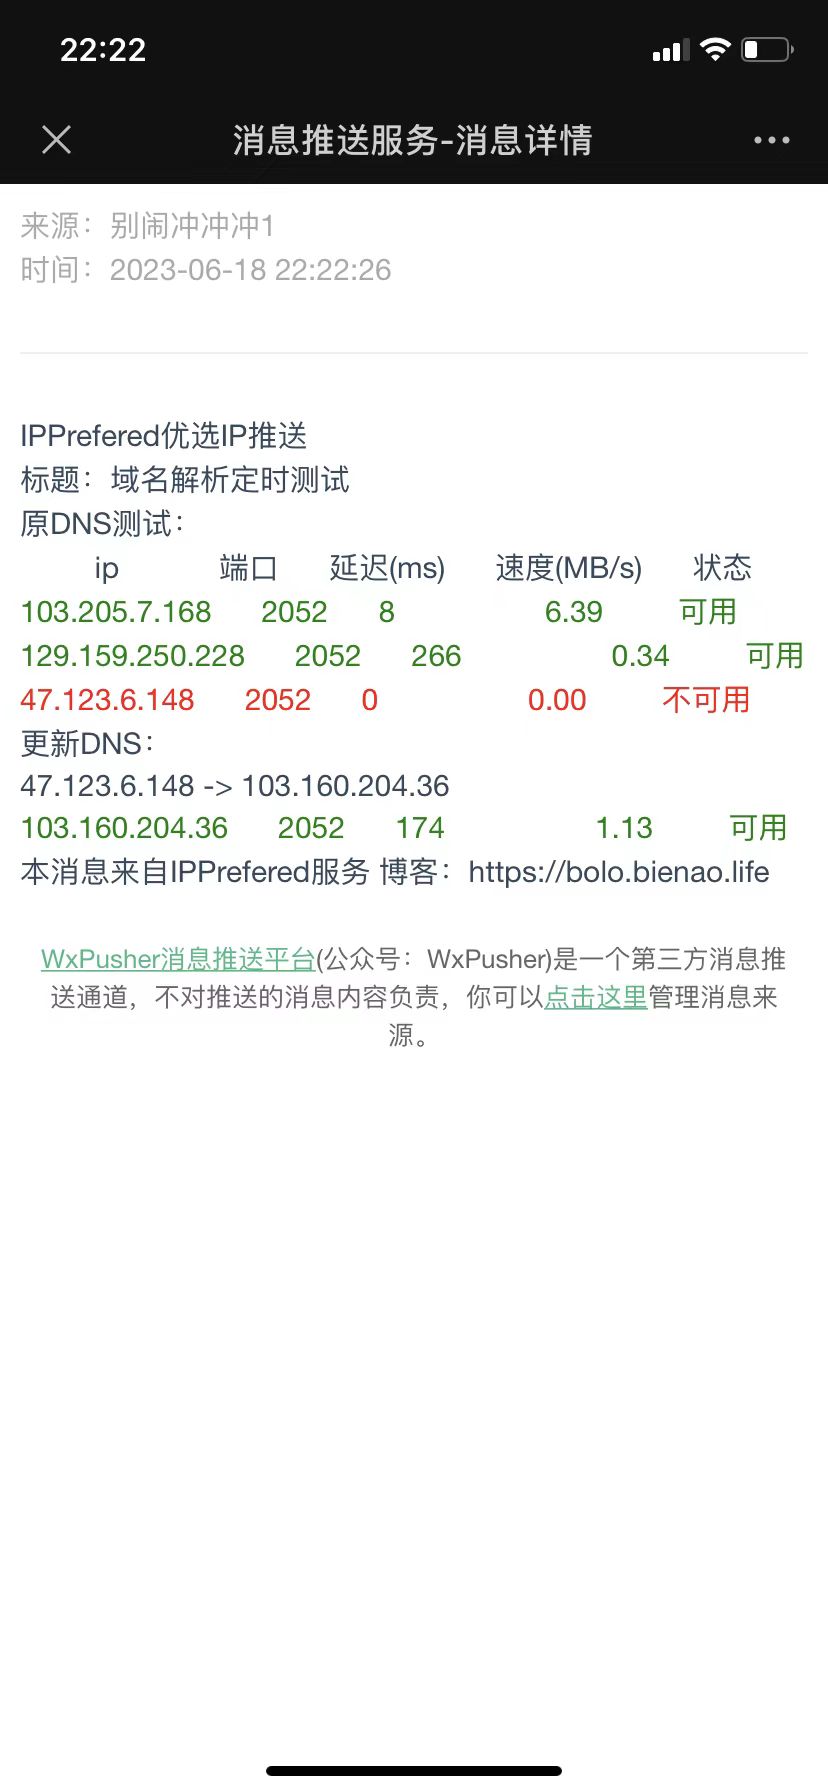 22:22
消息推送服务-消息详情
来源：别闹冲冲冲1
时间：2023-06-18 22:22:26
IPPrefered优选IP推送
标题：域名解析定时测试
原DNS测试：
ip 端口 延迟(ms) 速度(MB/s) 状态
103.205.7.168 2052 8 6.39 可用
129.159.250.228 2052 266 0.34 可用
47.123.6.148 2052 0 0.00 不可用
更新DNS：
47.123.6.148 -> 103.160.204.36
103.160.204.36 2052 174 1.13 可用
本消息来自IPPrefered服务 博客：https://bolo.bienao.life
WxPusher消息推送平台(公众号：WxPusher)是一个第三方消息推
送通道，不对推送的消息内容负责，你可以点击这里管理消息来
源。